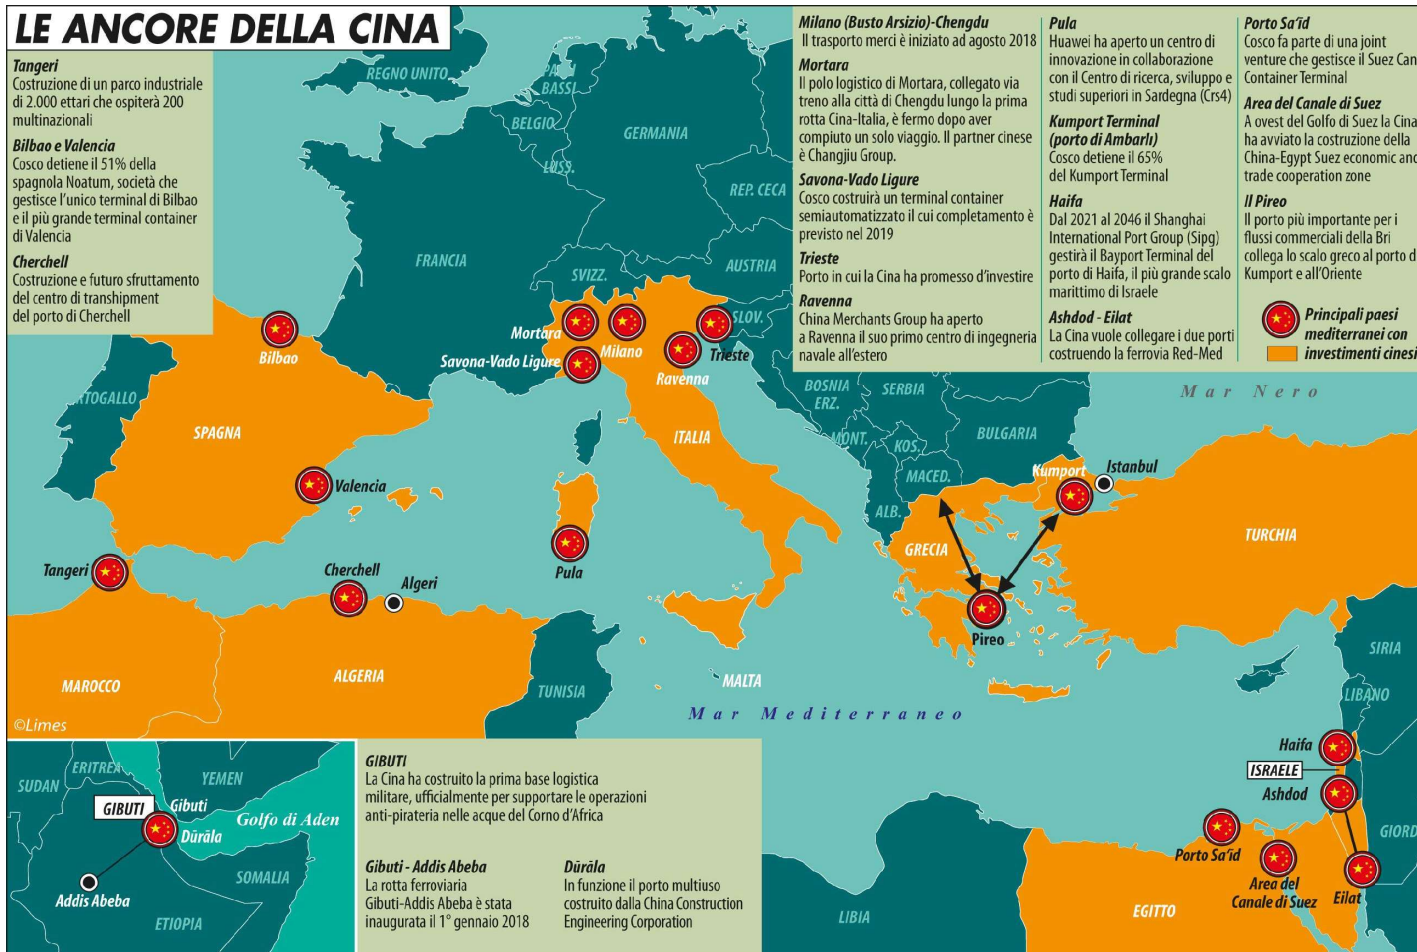 LE ANCORE DELLA CINA
Tangeri
Costruzione di un parco industriale
di 2.000 ettari che ospiterà 200
multinazionali
Bilbao e Valencia
Cosco detiene il 51% della
spagnola Noatum, società che
gestisce l'unico terminal di Bilbao
e il più grande terminal container
di Valencia
Cherchell
Costruzione e futuro sfruttamento
del centro di transhipment
del porto di Cherchell
Milano (Busto Arsizio)-Chengdu
Il trasporto merci è iniziato ad agosto 2018
Mortara
Il polo logistico di Mortara, collegato via
treno alla città di Chengdu lungo la prima
rotta Cina-Italia, è fermo dopo aver
compiuto un solo viaggio. Il partner cinese
è Changjiu Group.
Savona-Vado Ligure
Cosco costruirà un terminal container
semiautomatizzato il cui completamento è
previsto nel 2019
Trieste
Porto in cui la Cina ha promesso d'investire
Ravenna
China Merchants Group ha aperto
a Ravenna il suo primo centro di ingegneria
navale all'estero
Pula
Huawei ha aperto un centro di
innovazione in collaborazione
con il Centro di ricerca, sviluppo e
studi superiori in Sardegna (Crs4)
Kumport Terminal
(porto di Ambarlı)
Cosco detiene il 65%
del Kumport Terminal
Haifa
Dal 2021 al 2046 il Shanghai
International Port Group (Sipg)
gestirà il Bayport Terminal del
porto di Haifa, il più grande scalo
marittimo di Israele
Ashdod - Eilat
La Cina vuole collegare i due porti
costruendo la ferrovia Red-Med
Porto Sa'īd
Cosco fa parte di una joint
venture che gestisce il Suez Can
Container Terminal
Area del Canale di Suez
A ovest del Golfo di Suez la Cina
ha avviato la costruzione della
China-Egypt Suez economic and
trade cooperation zone
Il Pireo
Il porto più importante per i
flussi commerciali della Bri
collega lo scalo greco al porto d
Kumport e all'Oriente
Principali paesi
mediterranei con
investimenti cinesi
REGNO UNITO
PAESI
BASSI
BELGIO
LUSS.
GERMANIA
REP. CECA
FRANCIA
SVIZZ.
AUSTRIA
SLOV.
Mortara
Milano
Trieste
Savona-Vado Ligure
Ravenna
Bilbao
RTOGALLO
SPAGNA
Valencia
ITALIA
BOSNIA
ERZ.
SERBIA
MONT.
KOS.
BULGARIA
MACED.
ALB.
Mar Nero
Kumport
Istanbul
GRECIA
TURCHIA
Pireo
Pula
Tangeri
Cherchell
Algeri
MAROCCO
ALGERIA
TUNISIA
MALTA
Mar Mediterraneo
SIRIA
LIBANO
Haifa
ISRAELE
Ashdod
GIORD
Porto Sa'īd
Area del
Canale di Suez
Eilat
EGITTO
LIBIA
©Limes
SUDAN
ERITREA
YEMEN
GIBUTI
Gibuti
Golfo di Aden
Dūrāla
Addis Abeba
SOMALIA
ETIOPIA
GIBUTI
La Cina ha costruito la prima base logistica
militare, ufficialmente per supportare le operazioni
anti-pirateria nelle acque del Corno d'Africa
Gibuti - Addis Abeba
La rotta ferroviaria
Gibuti-Addis Abeba è stata
inaugurata il 1° gennaio 2018
Dūrāla
In funzione il porto multiuso
costruito dalla China Construction
Engineering Corporation